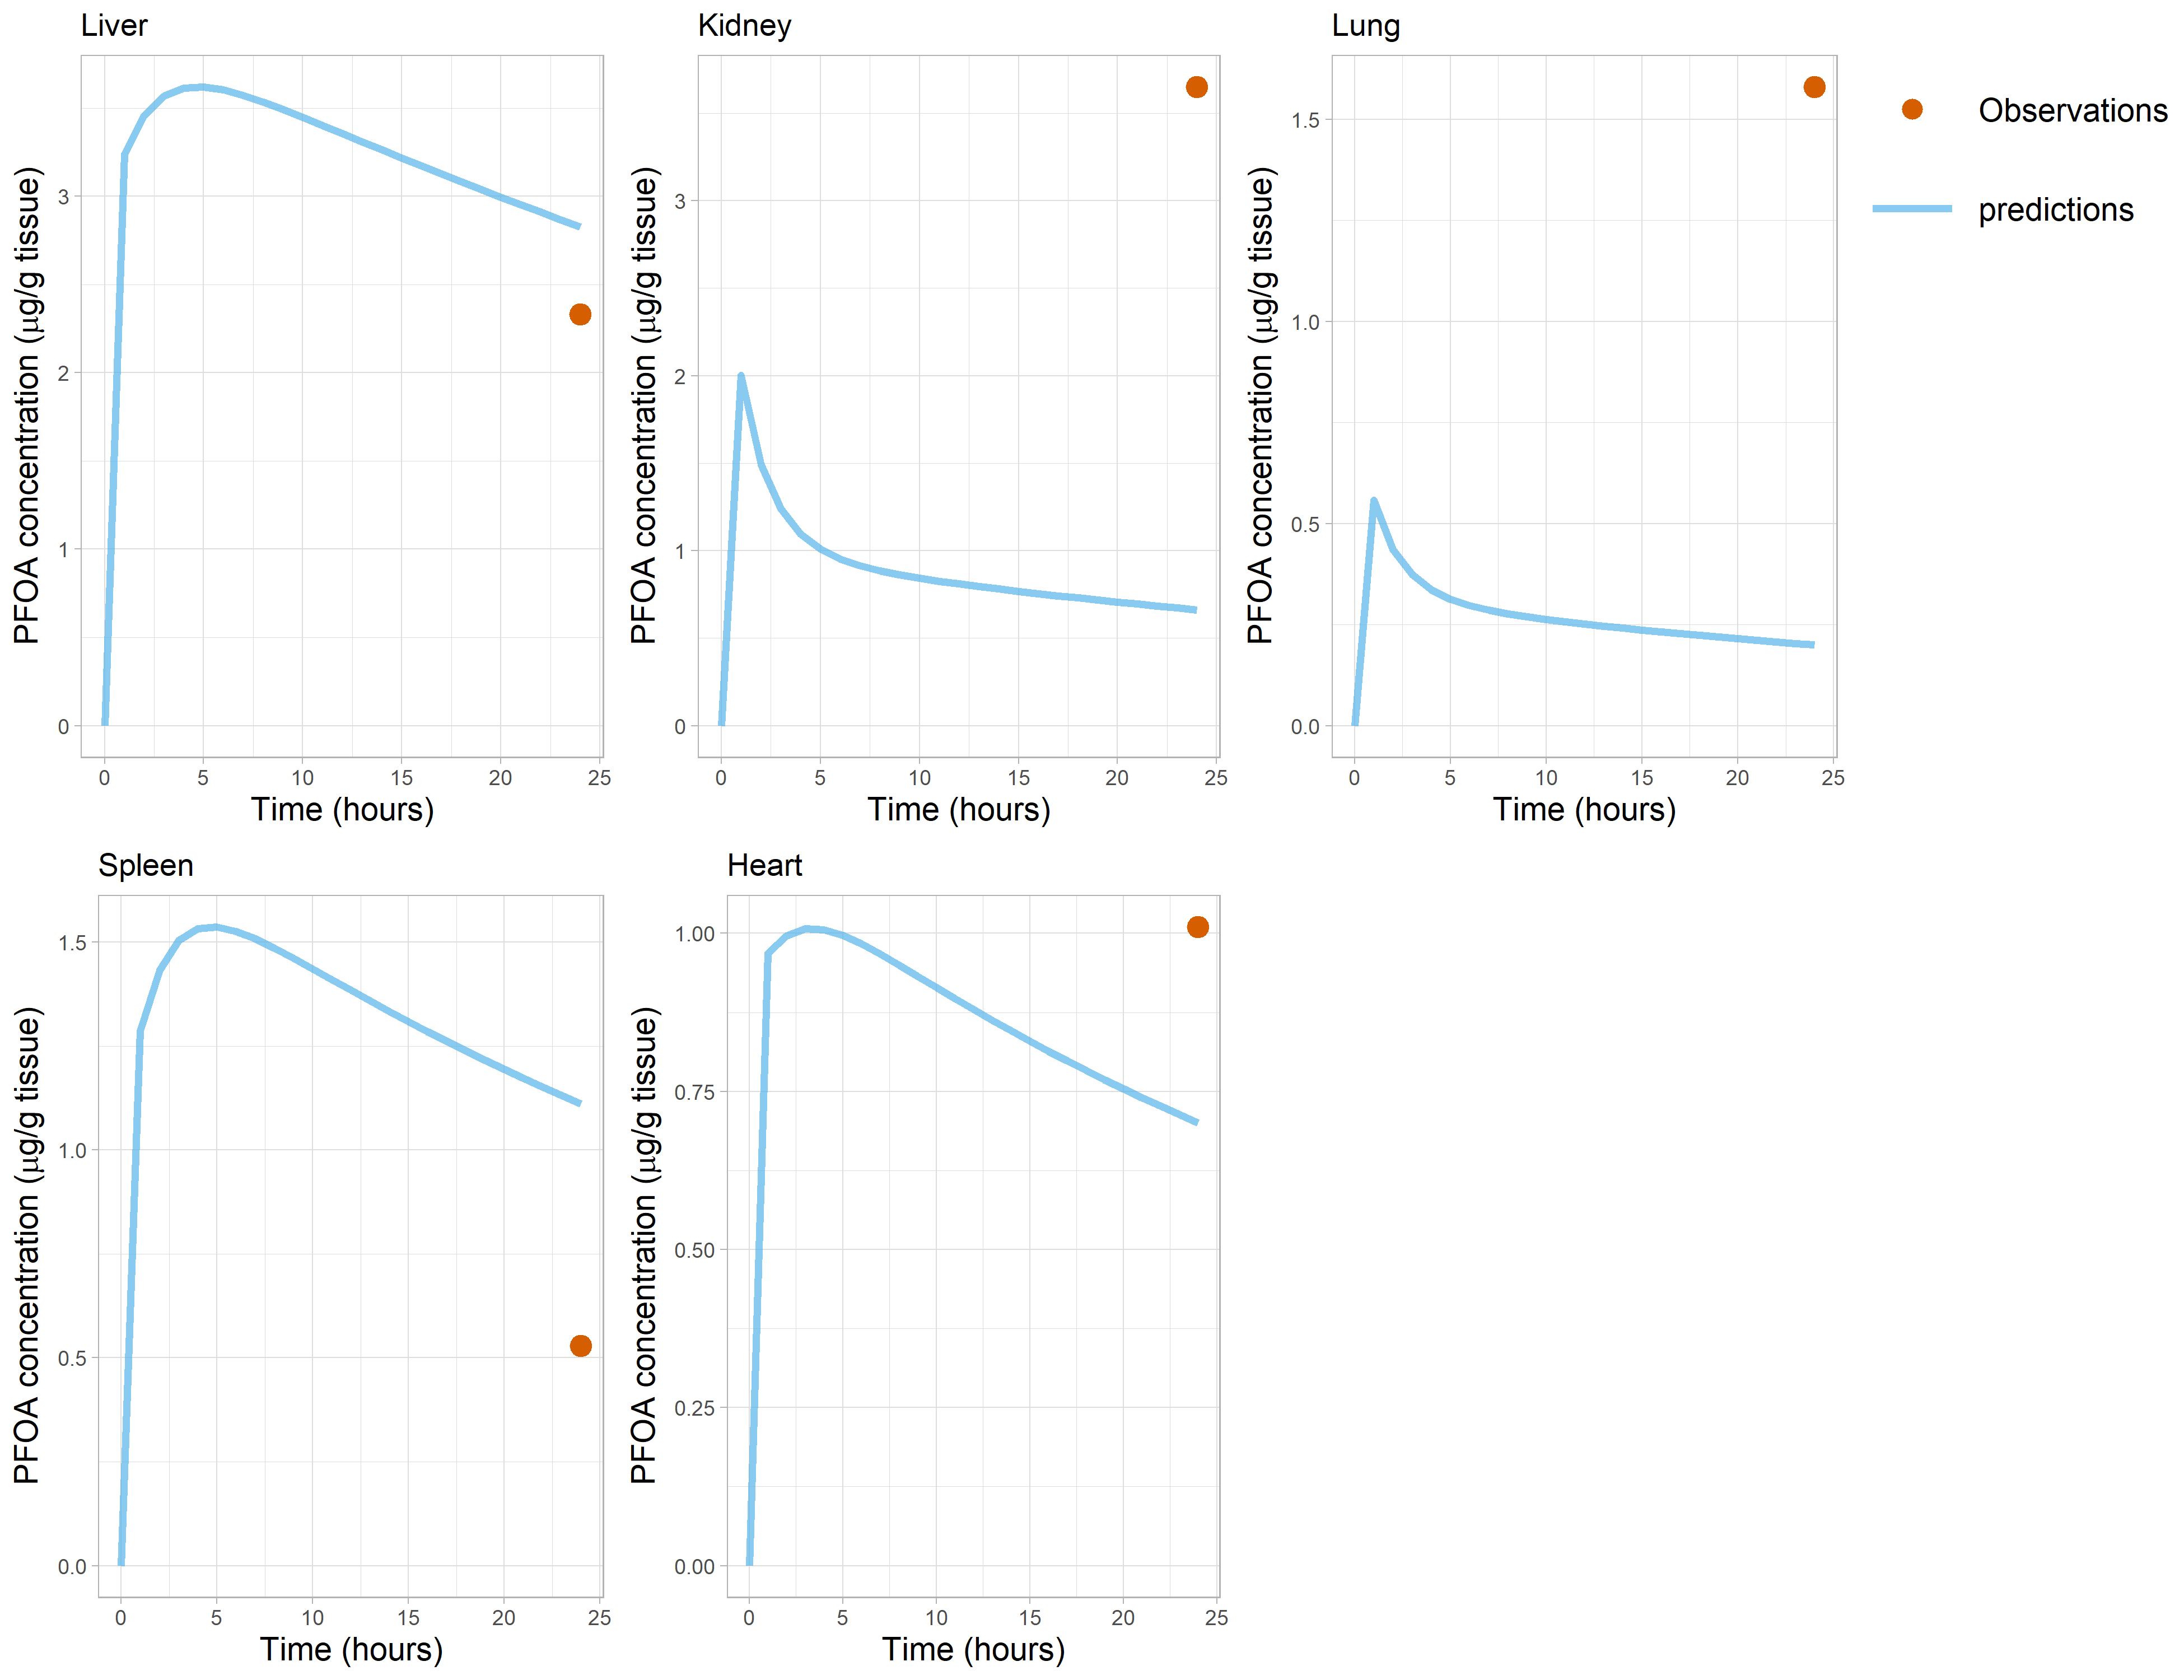 Liver
PFOA concentration (μg/g tissue)
3
2
1
0
0 5 10 15 20 25
Time (hours)
Kidney
PFOA concentration (μg/g tissue)
3
2
1
0
0 5 10 15 20 25
Time (hours)
Lung
PFOA concentration (μg/g tissue)
1.5
1.0
0.5
0.0
0 5 10 15 20 25
Time (hours)
Observations
predictions
Spleen
PFOA concentration (μg/g tissue)
1.5
1.0
0.5
0.0
0 5 10 15 20 25
Time (hours)
Heart
PFOA concentration (μg/g tissue)
1.00
0.75
0.50
0.25
0.00
0 5 10 15 20 25
Time (hours)